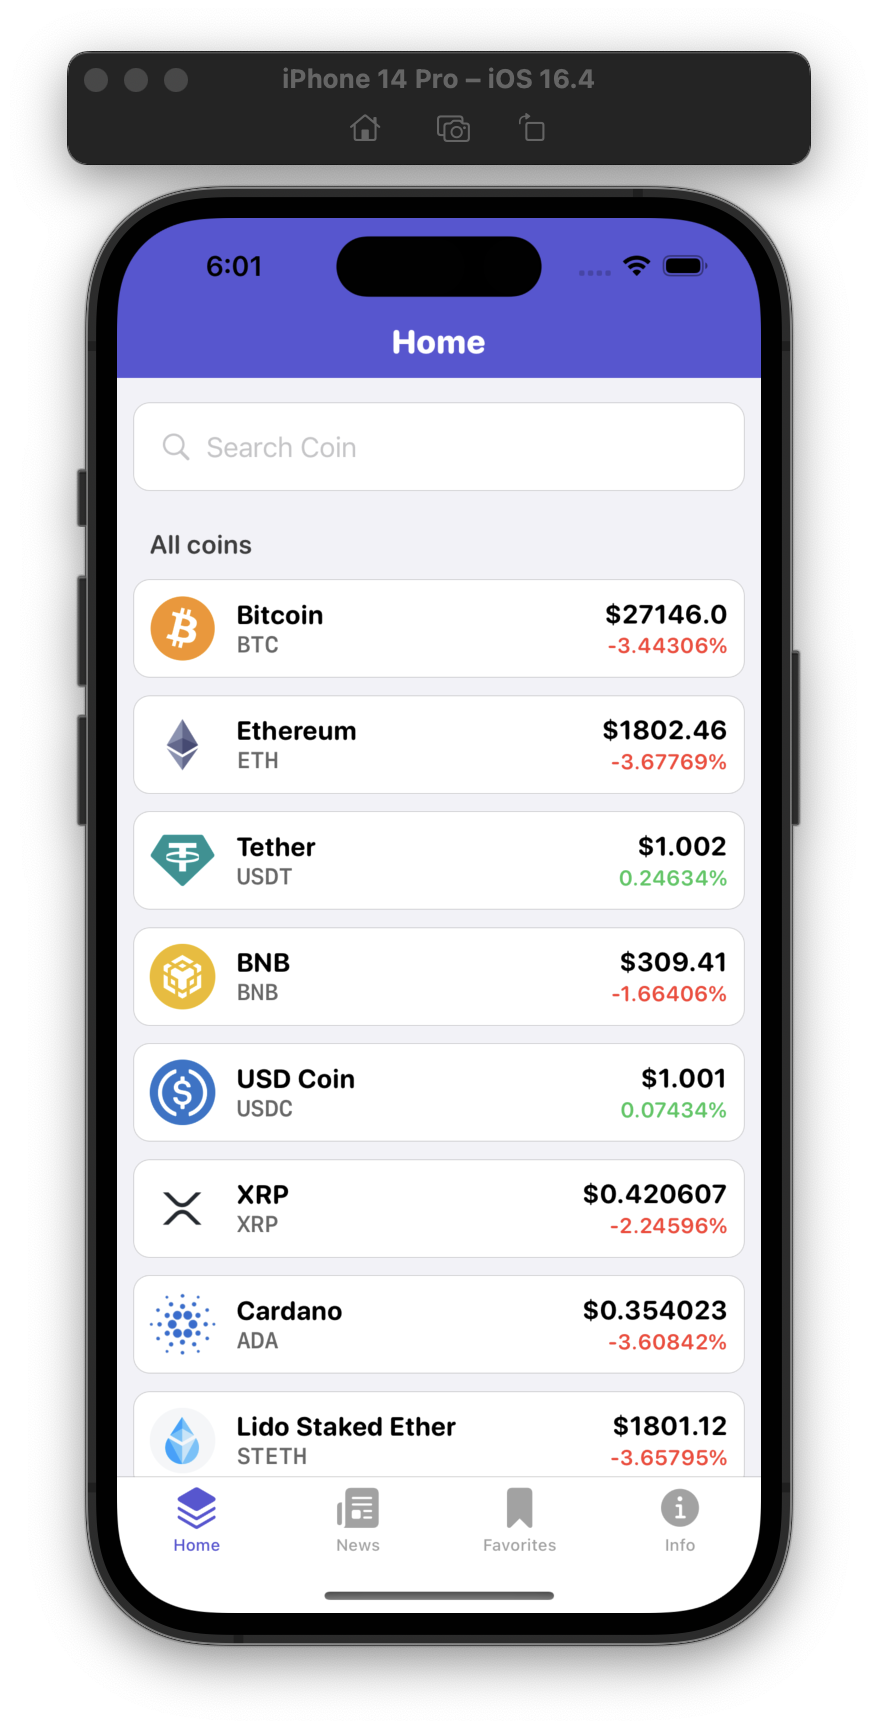 iPhone 14 Pro – iOS 16.4
6:01
Home
Search Coin
All coins
Bitcoin $27146.0
BTC -3.44306%
Ethereum $1802.46
ETH -3.67769%
Tether $1.002
USDT 0.24634%
BNB $309.41
BNB -1.66406%
USD Coin $1.001
USDC 0.07434%
XRP $0.420607
XRP -2.24596%
Cardano $0.354023
ADA -3.60842%
Lido Staked Ether $1801.12
STETH -3.65795%
Home News Favorites Info